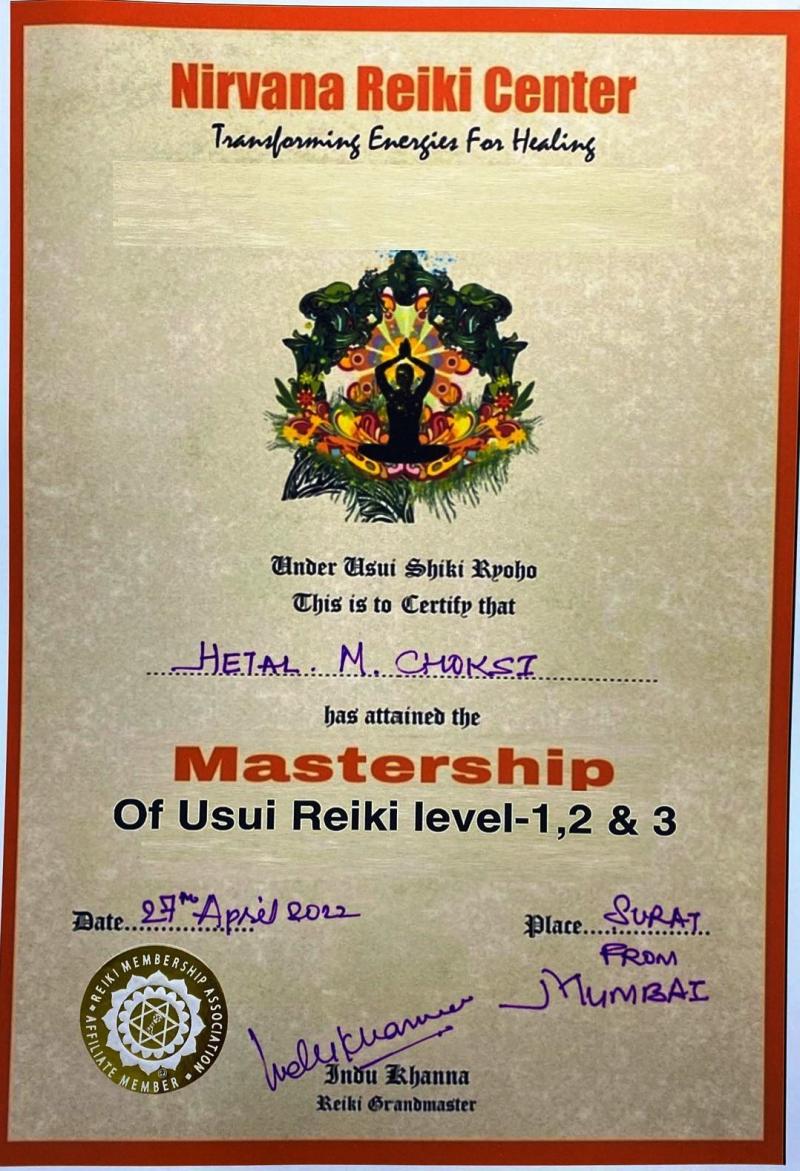 Nirvana Reiki Center
Transforming Energies For Healing
Under Usui Shiki Ryoho
This is to Certify that
HETAL. M. CHOKSI
has attained the
Mastership
Of Usui Reiki level-1,2 & 3
Date 27th April 2022
Place SURAT
FROM
MUMBAI
REIKI MEMBERSHIP ASSOCIATION
AFFILIATE MEMBER
Indu Khanna
Indu Khanna
Reiki Grandmaster